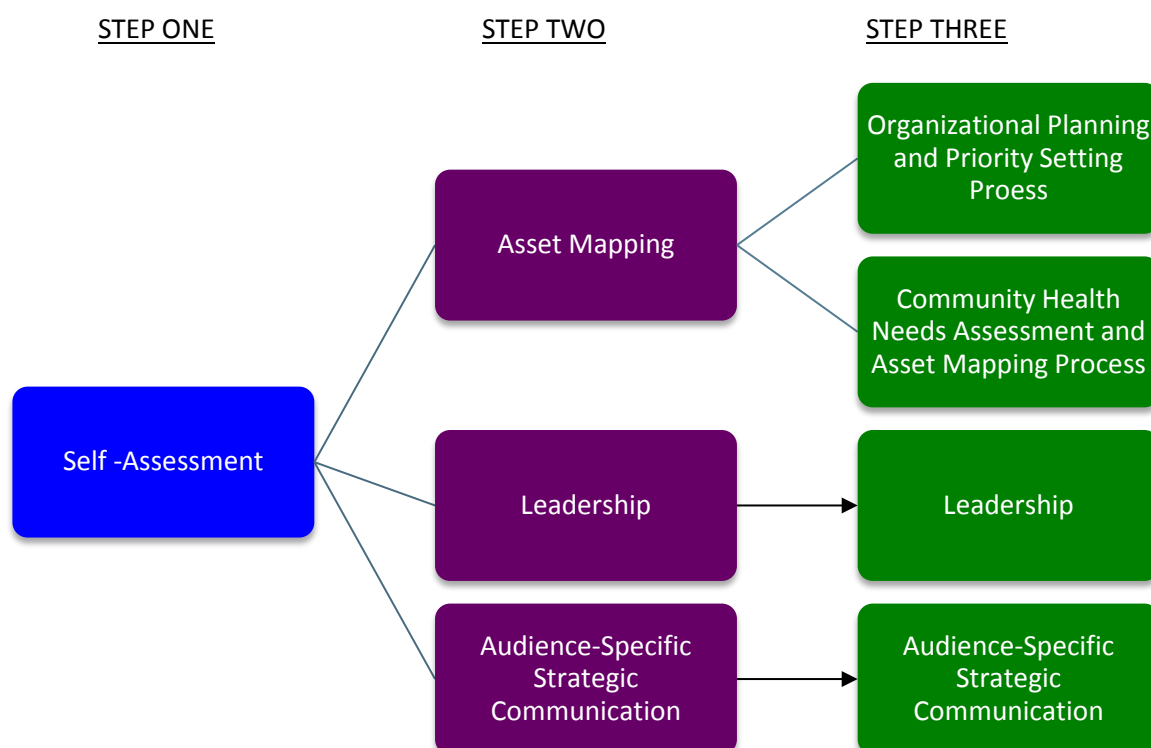 STEP ONE
STEP TWO
STEP THREE
Organizational Planning
and Priority Setting
Proess
Asset Mapping
Community Health
Needs Assessment and
Asset Mapping Process
Self -Assessment
Leadership
Leadership
Audience-Specific
Strategic
Communication
Audience-Specific
Strategic
Communication